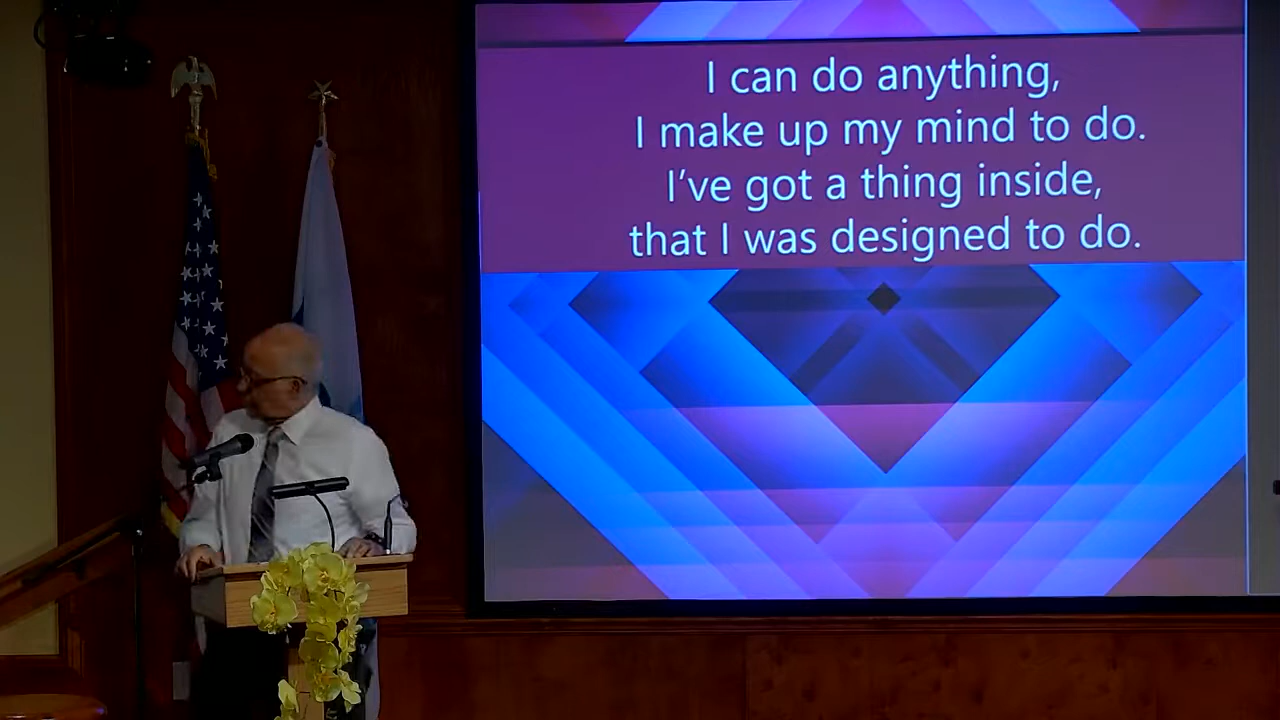 I can do anything,
I make up my mind to do.
I've got a thing inside,
that I was designed to do.